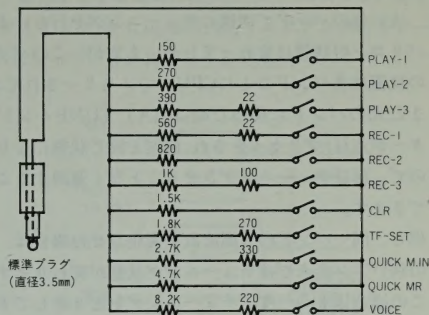 150 PLAY-1
270 PLAY-2
390 22 PLAY-3
560 22 REC-1
820 REC-2
1K 100 REC-3
1.5K CLR
1.8K 270 TF-SET
2.7K 330 QUICK M.IN
4.7K QUICK MR
8.2K 220 VOICE
標準プラグ
(直径3.5mm)